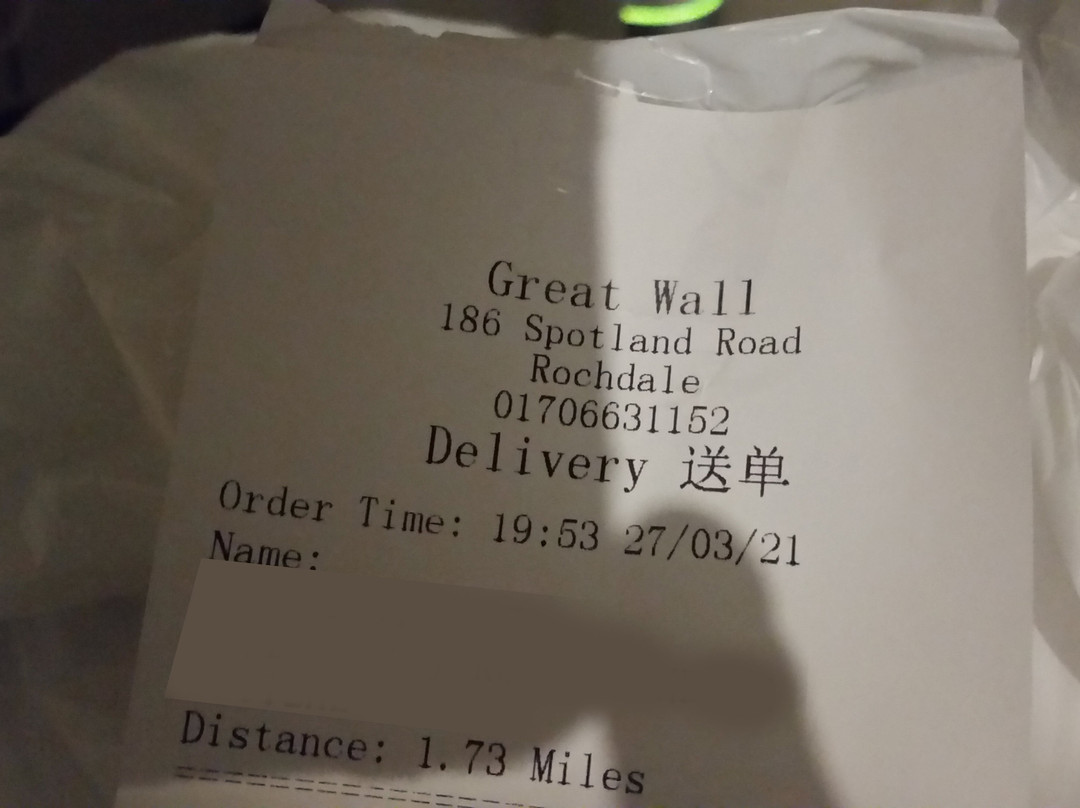 Great Wall
186 Spotland Road
Rochdale
01706631152
Delivery 送单
Order Time: 19:53 27/03/21
Name:
Distance: 1.73 Miles